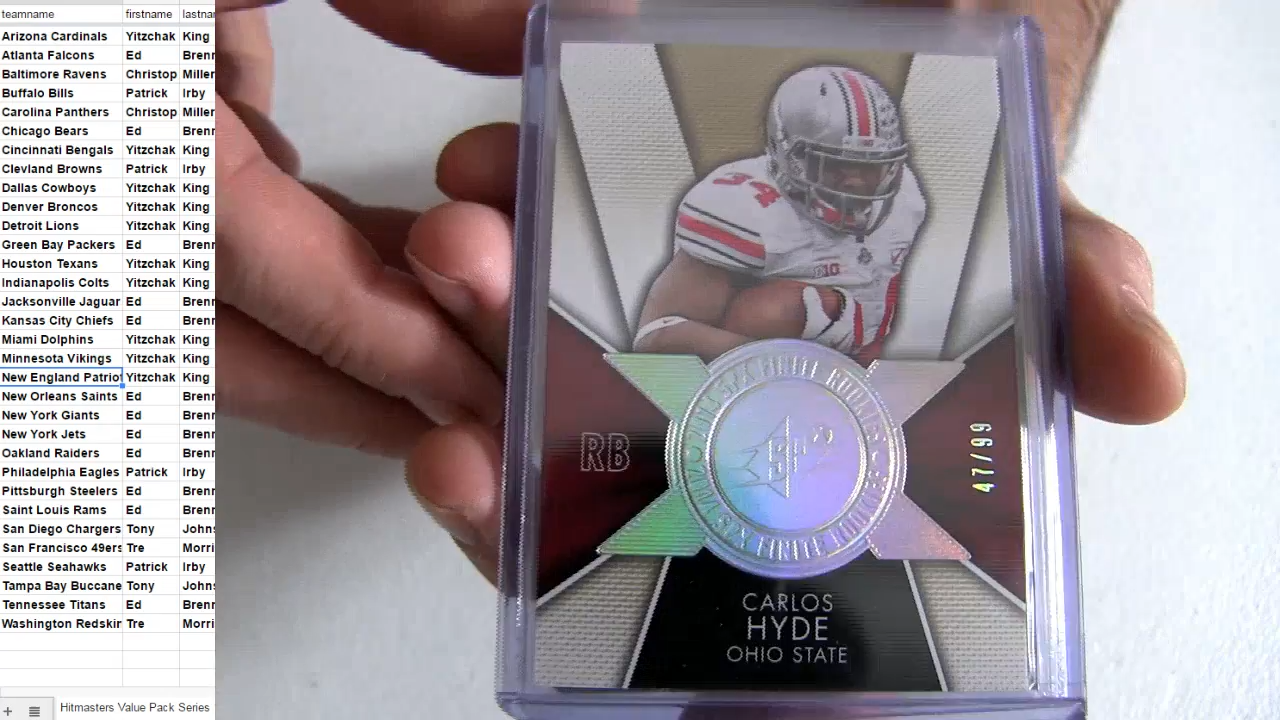 teamname firstname lastna
Arizona Cardinals Yitzchak King
Atlanta Falcons Ed Brenn
Baltimore Ravens Christop Miller
Buffalo Bills Patrick Irby
Carolina Panthers Christop Miller
Chicago Bears Ed Brenn
Cincinnati Bengals Yitzchak King
Clevland Browns Patrick Irby
Dallas Cowboys Yitzchak King
Denver Broncos Yitzchak King
Detroit Lions Yitzchak King
Green Bay Packers Ed Brenn
Houston Texans Yitzchak King
Indianapolis Colts Yitzchak King
Jacksonville Jaguar Ed Brenn
Kansas City Chiefs Ed Brenn
Miami Dolphins Yitzchak King
Minnesota Vikings Yitzchak King
New England Patriot Yitzchak King
New Orleans Saints Ed Brenn
New York Giants Ed Brenn
New York Jets Ed Brenn
Oakland Raiders Ed Brenn
Philadelphia Eagles Patrick Irby
Pittsburgh Steelers Ed Brenn
Saint Louis Rams Ed Brenn
San Diego Chargers Tony Johns
San Francisco 49ers Tre Morri
Seattle Seahawks Patrick Irby
Tampa Bay Buccane Tony Johns
Tennessee Titans Ed Brenn
Washington Redskin Tre Morri
Hitmasters Value Pack Series
34
RB
47/99
CARLOS
HYDE
OHIO STATE